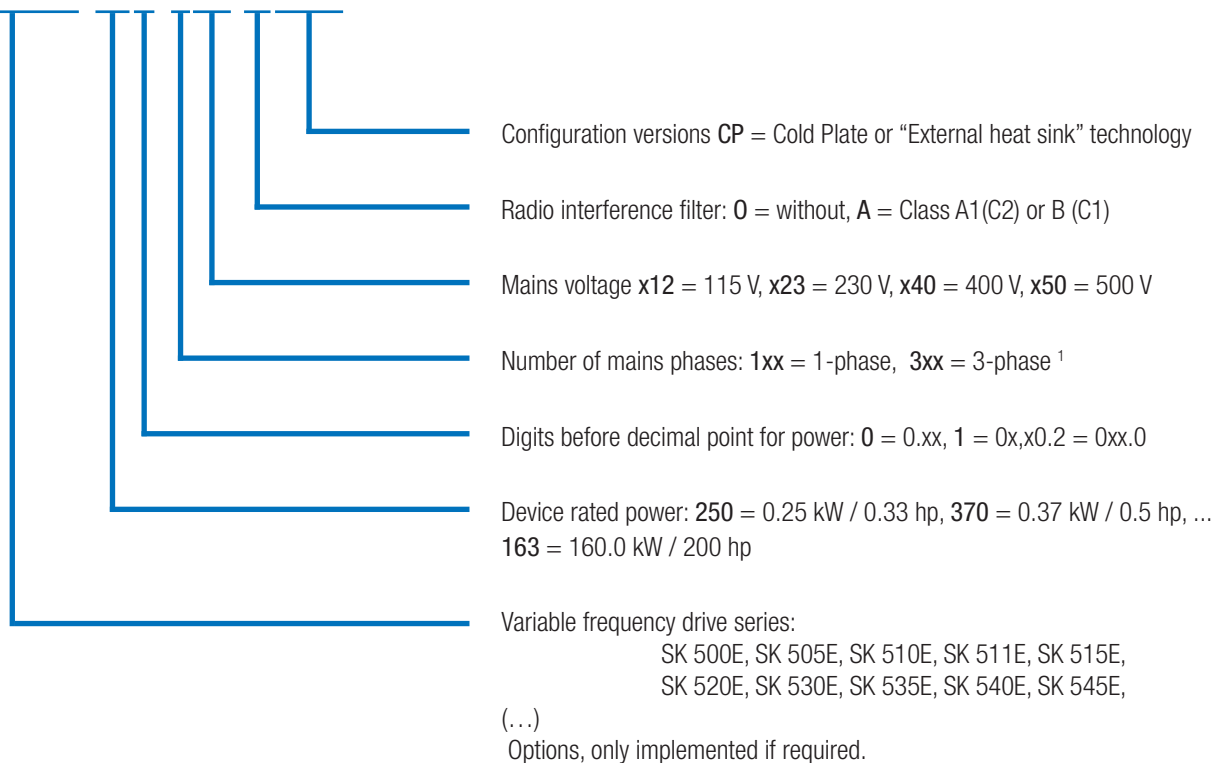 Configuration versions CP = Cold Plate or “External heat sink” technology
Radio interference filter: 0 = without, A = Class A1(C2) or B (C1)
Mains voltage x12 = 115 V, x23 = 230 V, x40 = 400 V, x50 = 500 V
Number of mains phases: 1xx = 1-phase, 3xx = 3-phase 1
Digits before decimal point for power: 0 = 0.xx, 1 = 0x,x0.2 = 0xx.0
Device rated power: 250 = 0.25 kW / 0.33 hp, 370 = 0.37 kW / 0.5 hp, ...
163 = 160.0 kW / 200 hp
Variable frequency drive series:
SK 500E, SK 505E, SK 510E, SK 511E, SK 515E,
SK 520E, SK 530E, SK 535E, SK 540E, SK 545E,
(…)
Options, only implemented if required.